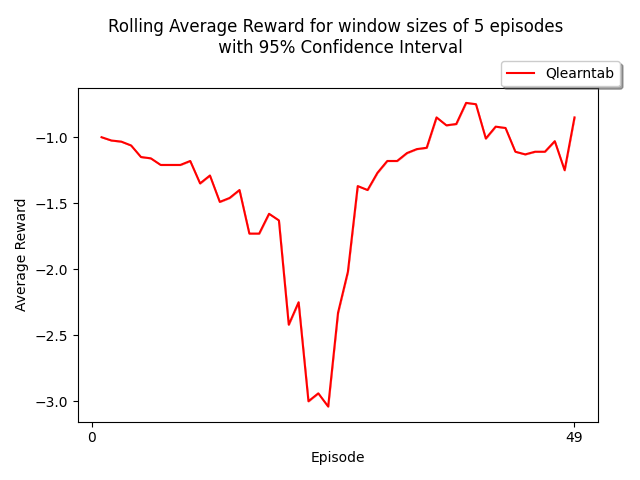 Rolling Average Reward for window sizes of 5 episodes
with 95% Confidence Interval
Qlearntab
Average Reward
−1.0
−1.5
−2.0
−2.5
−3.0
0
49
Episode